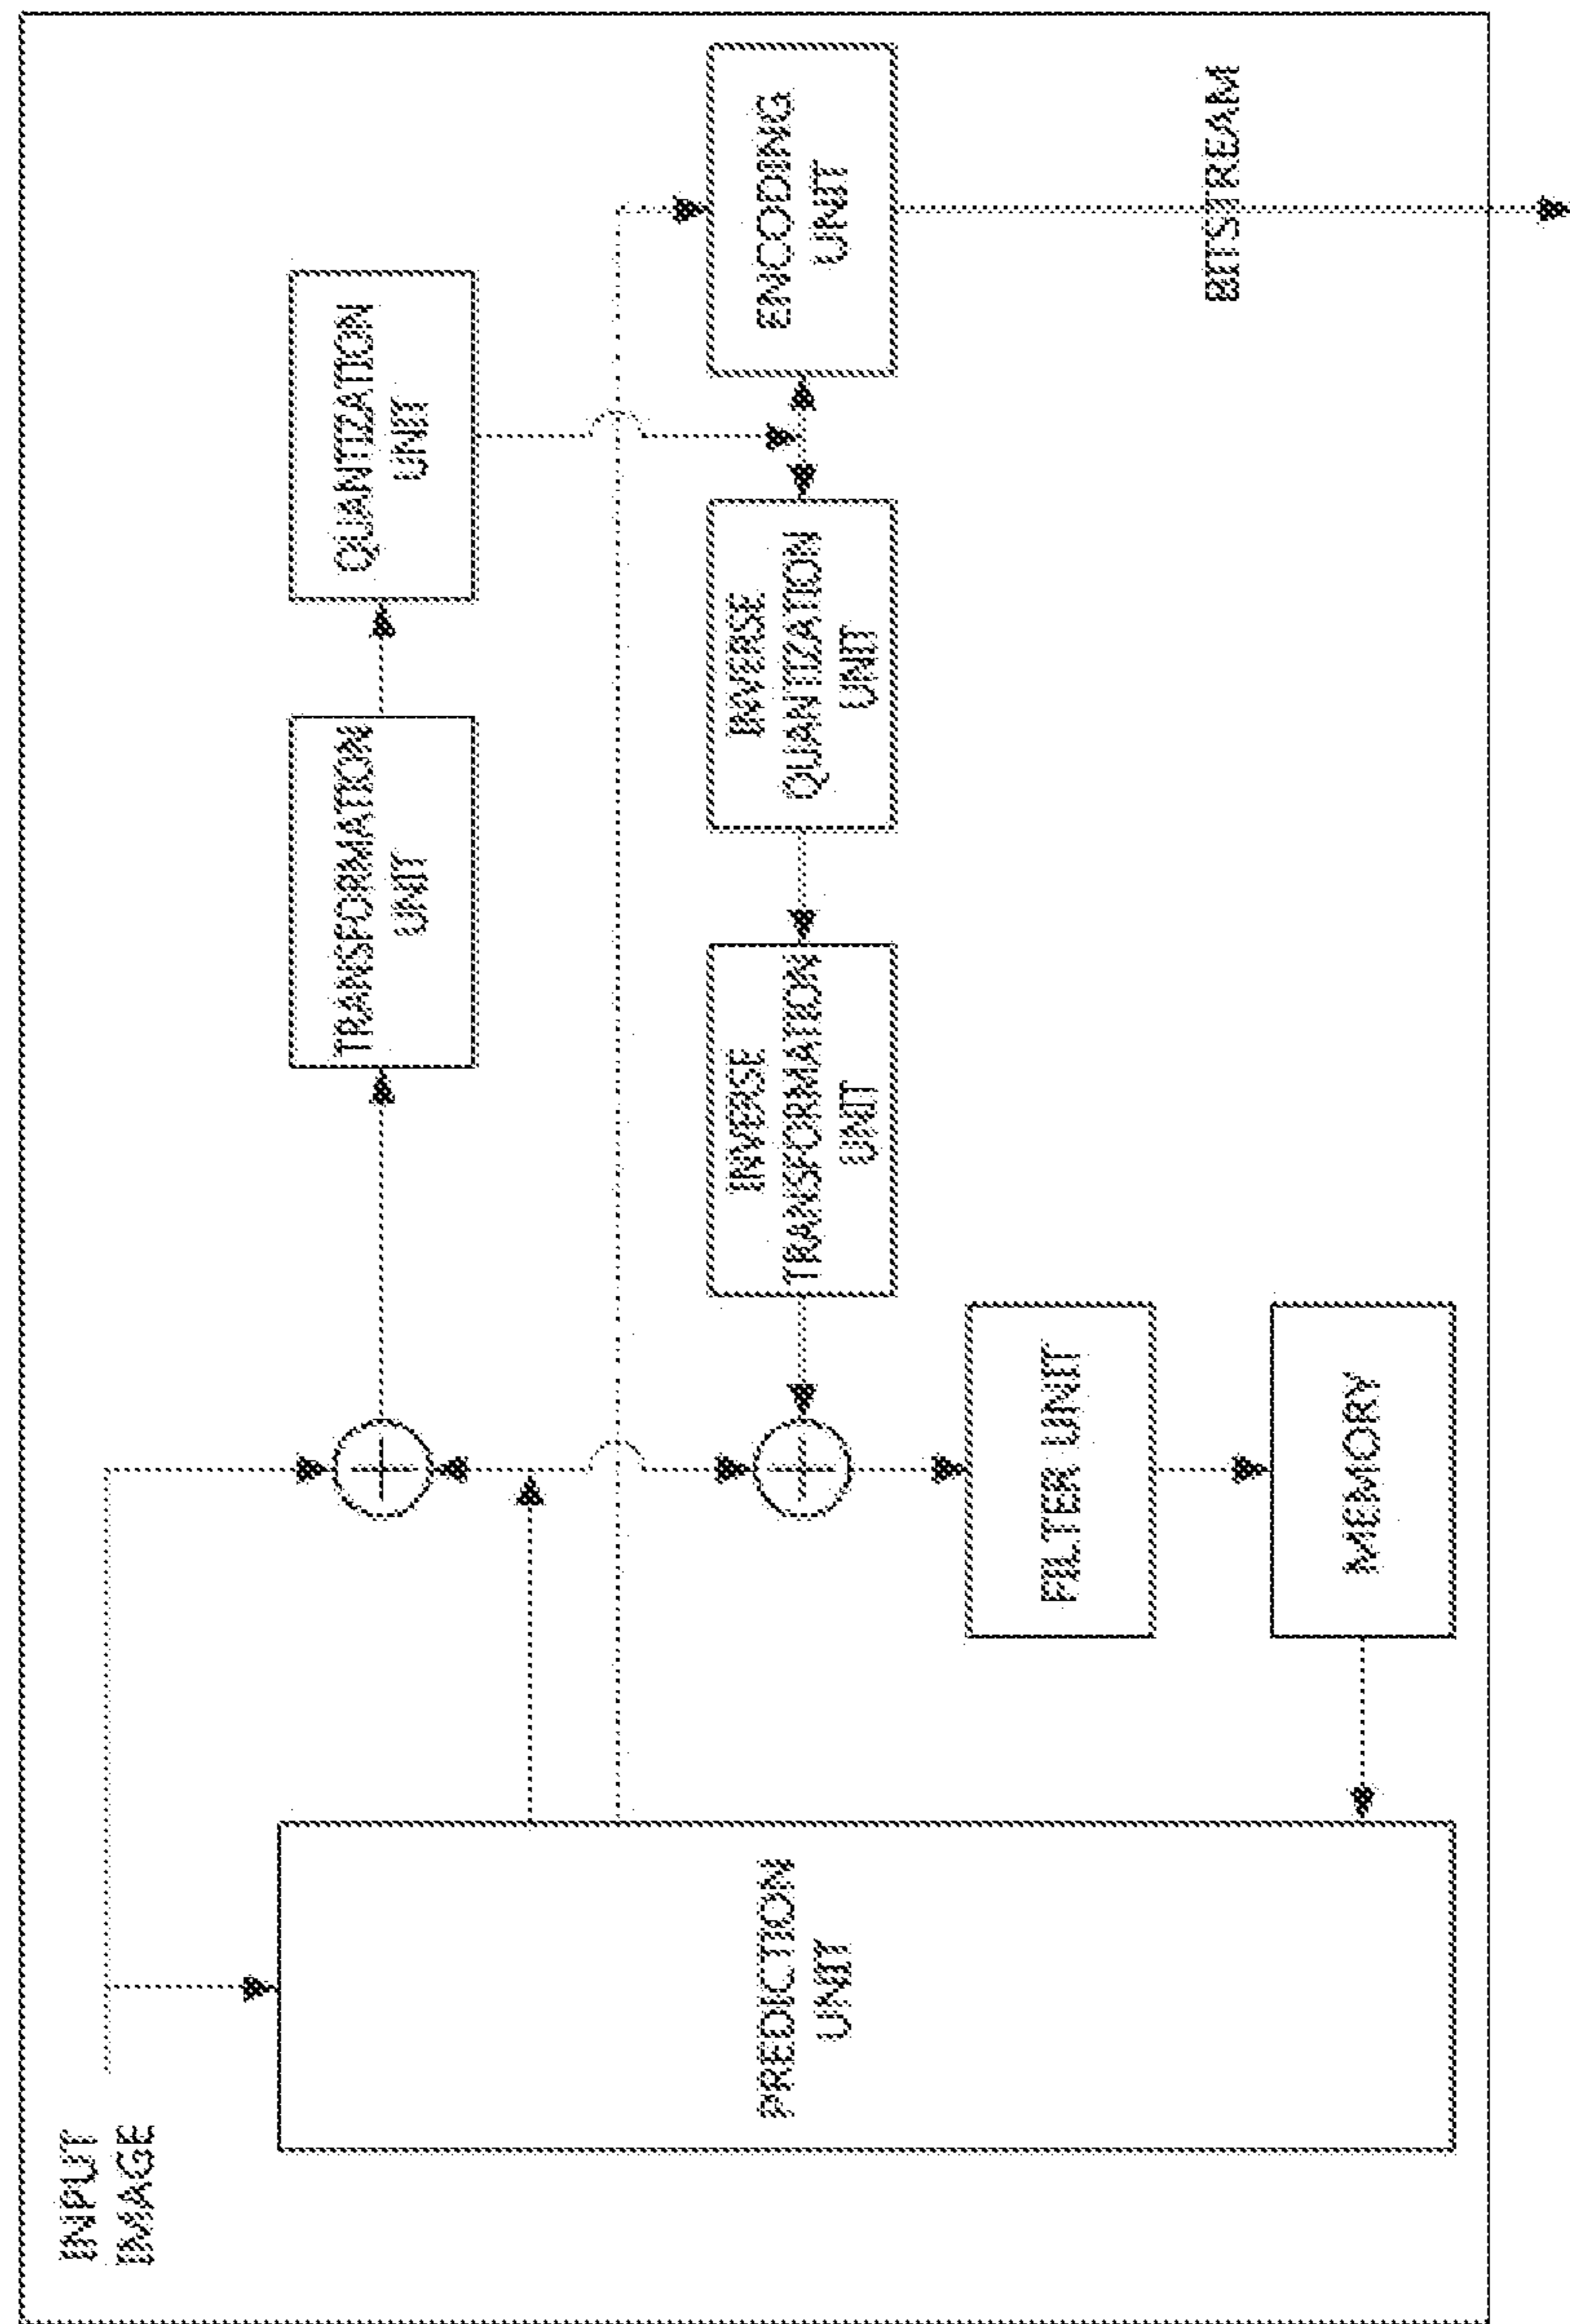 INPUT
IMAGE
TRANSFORMATION
UNIT
QUANTIZATION
UNIT
PREDICTION
UNIT
INVERSE
TRANSFORMATION
UNIT
INVERSE
QUANTIZATION
UNIT
ENCODING
UNIT
FILTER UNIT
BITSTREAM
MEMORY